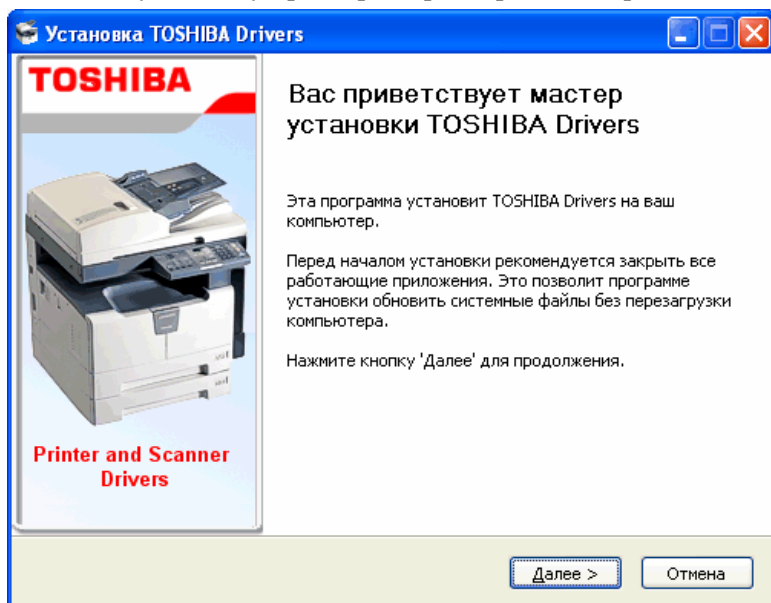 Установка TOSHIBA Drivers
TOSHIBA
Printer and Scanner
Drivers
Вас приветствует мастер
установки TOSHIBA Drivers
Эта программа установит TOSHIBA Drivers на ваш
компьютер.
Перед началом установки рекомендуется закрыть все
работающие приложения. Это позволит программе
установки обновить системные файлы без перезагрузки
компьютера.
Нажмите кнопку 'Далее' для продолжения.
Далее >
Отмена